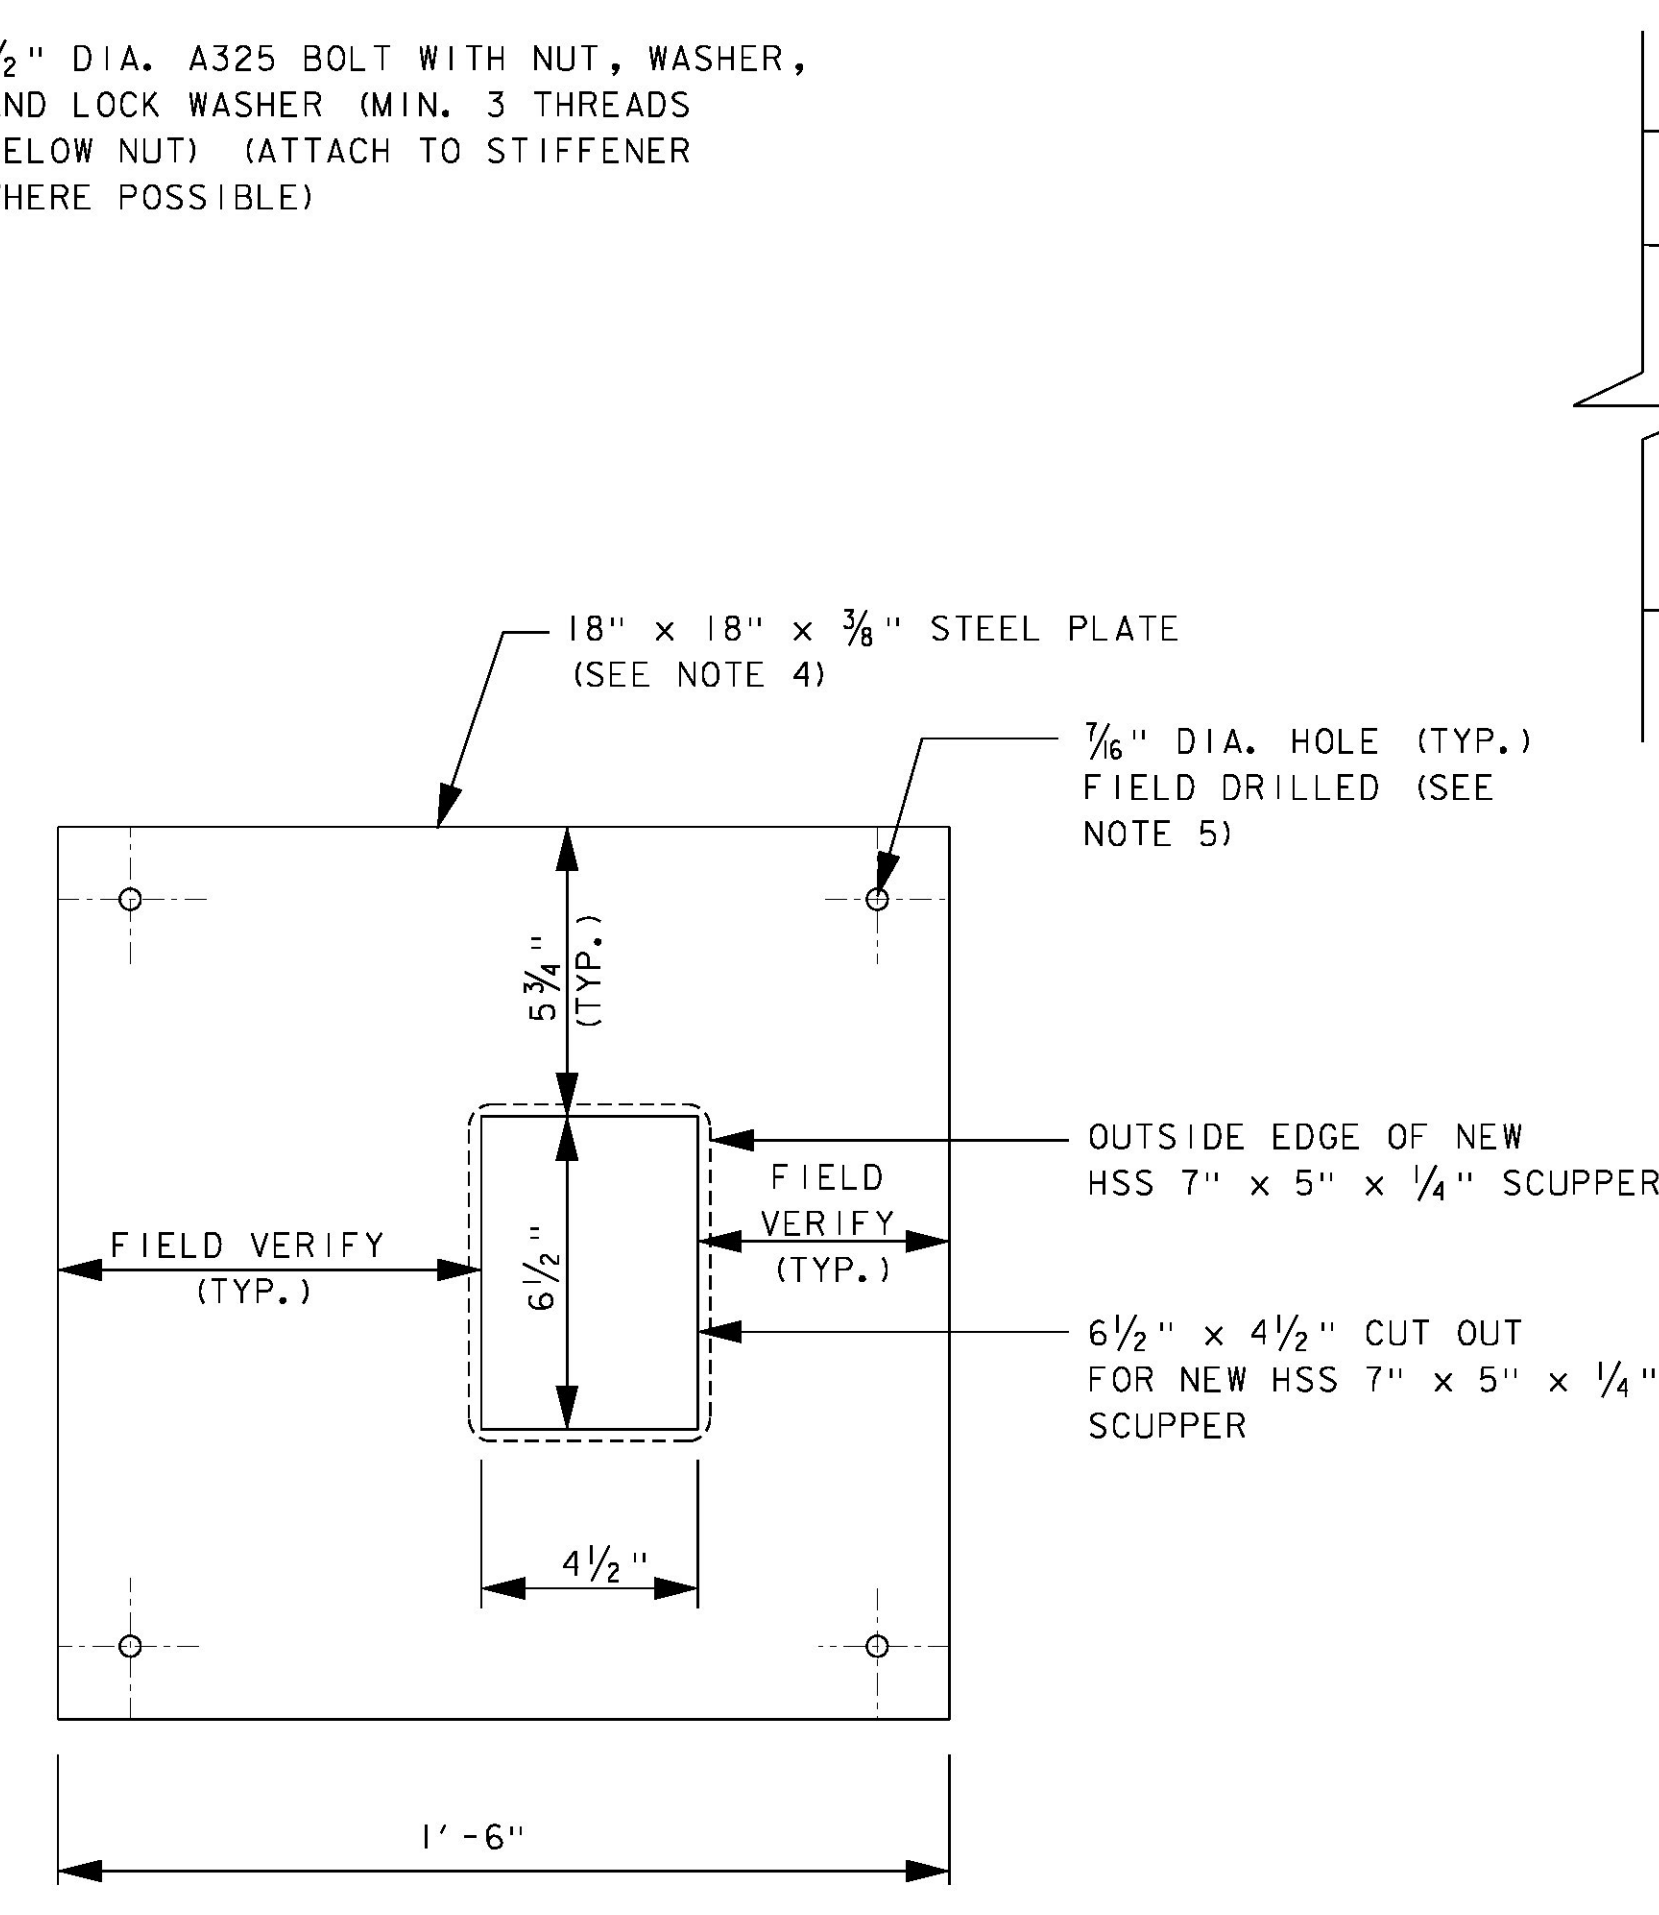 ½" DIA. A325 BOLT WITH NUT, WASHER,
ND LOCK WASHER (MIN. 3 THREADS
ELOW NUT) (ATTACH TO STIFFENER
HERE POSSIBLE)
18" x 18" x ⅜" STEEL PLATE
(SEE NOTE 4)
7/16" DIA. HOLE (TYP.)
FIELD DRILLED (SEE
NOTE 5)
5¾"
(TYP.)
OUTSIDE EDGE OF NEW
HSS 7" x 5" x ¼" SCUPPER
FIELD
VERIFY
(TYP.)
FIELD VERIFY
(TYP.)
6½"
6½" x 4½" CUT OUT
FOR NEW HSS 7" x 5" x ¼"
SCUPPER
4½"
1'-6"